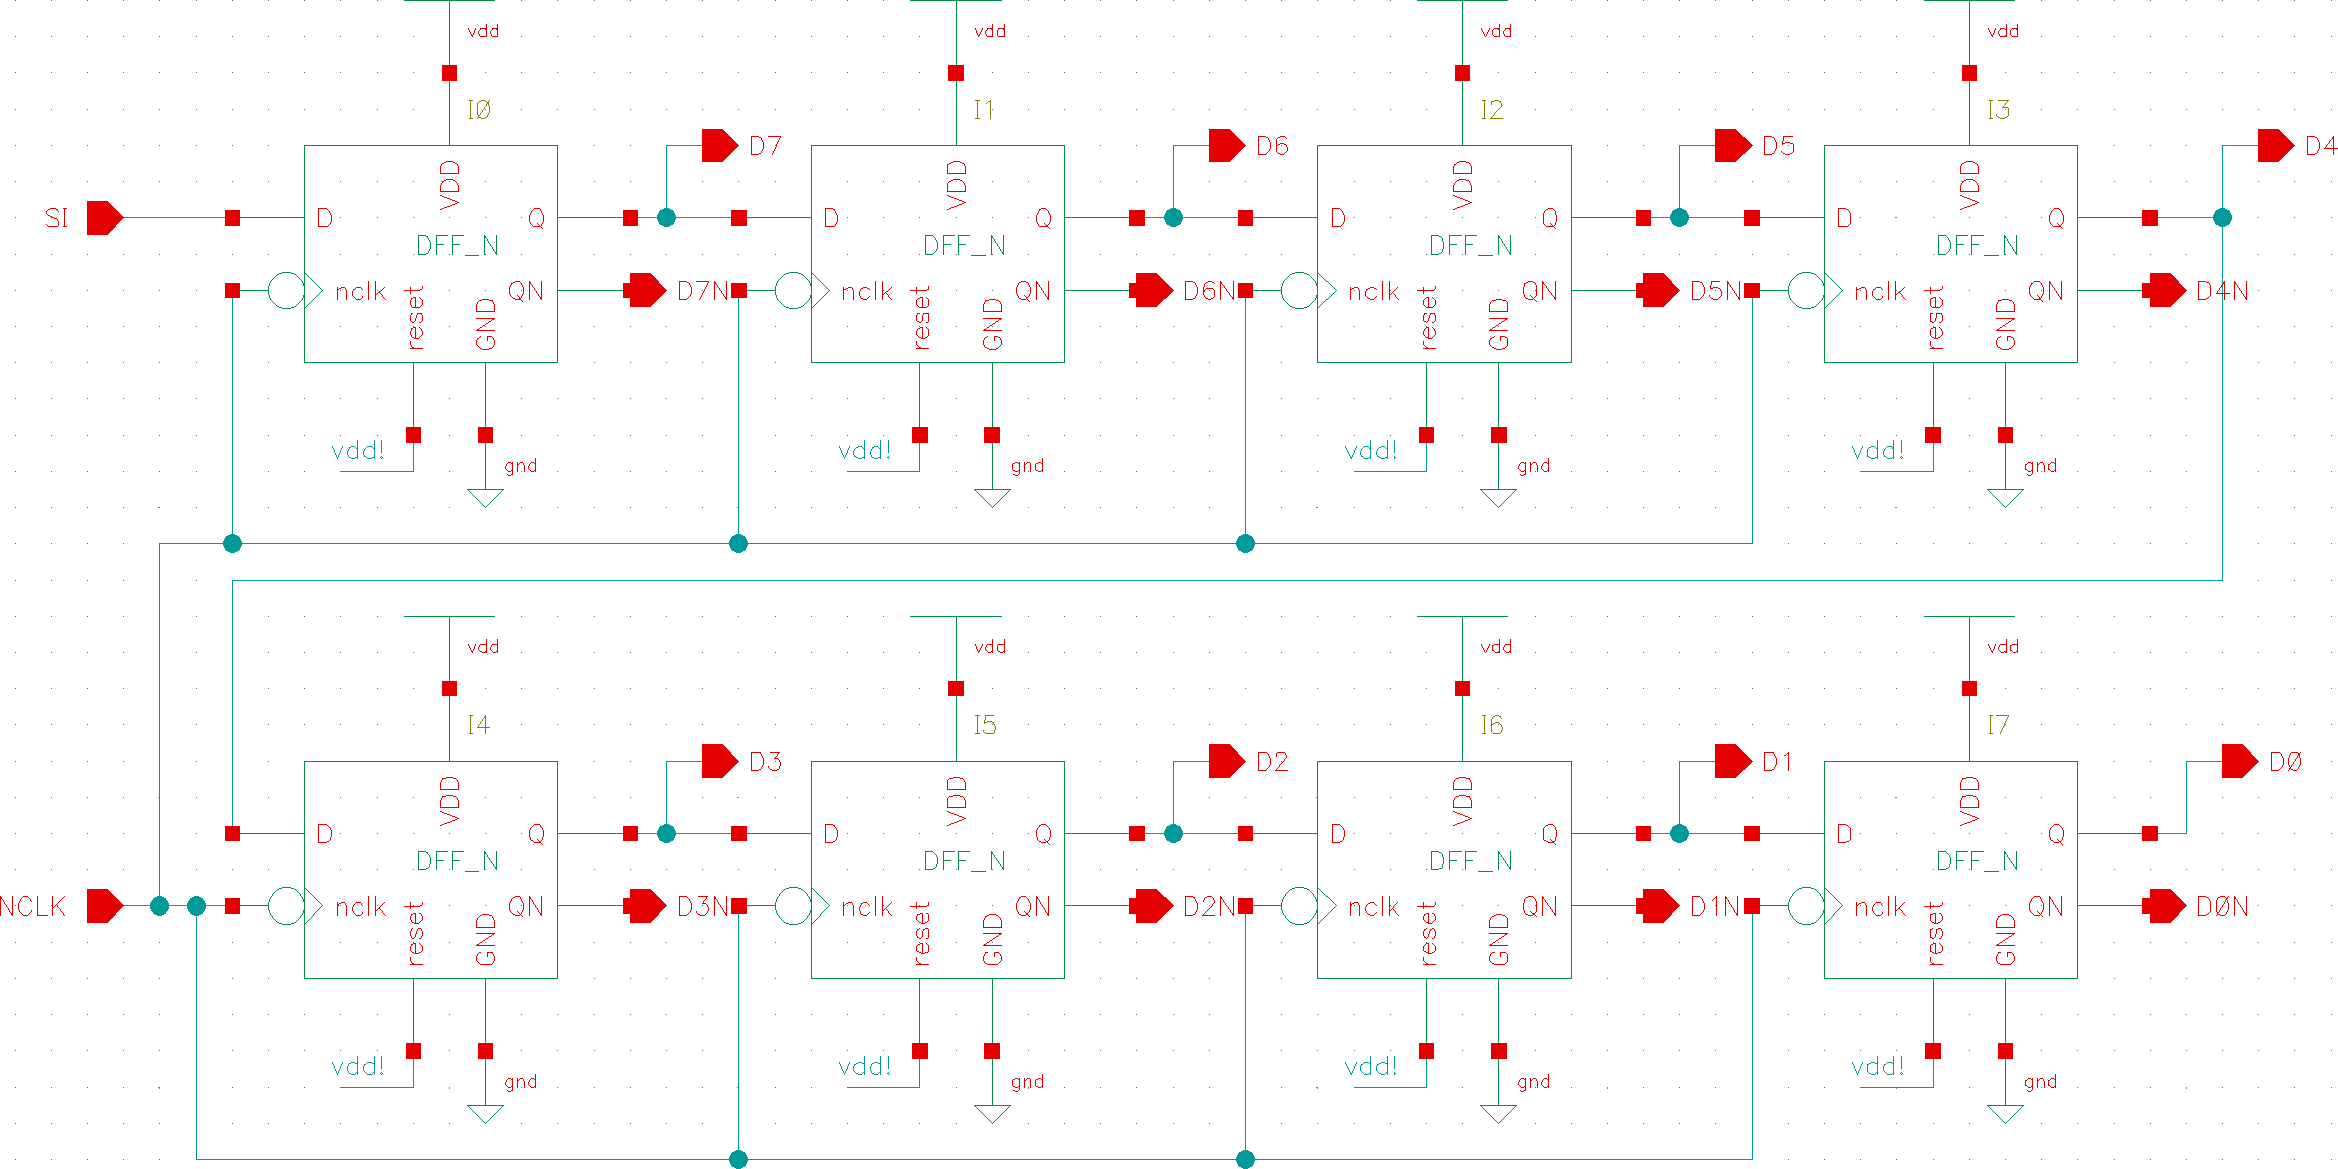 vdd vdd vdd vdd
I0 I1 I2 I3
D7 D6 D5 D4
SI D VDD Q D VDD Q D VDD Q D VDD Q
DFF_N DFF_N DFF_N DFF_N
nclk QN D7N nclk QN D6N nclk QN D5N nclk QN D4N
reset GND reset GND reset GND reset GND
vdd! gnd vdd! gnd vdd! gnd vdd! gnd
vdd vdd vdd vdd
I4 I5 I6 I7
D3 D2 D1 D0
D VDD Q D VDD Q D VDD Q D VDD Q
DFF_N DFF_N DFF_N DFF_N
NCLK nclk QN D3N nclk QN D2N nclk QN D1N nclk QN D0N
reset GND reset GND reset GND reset GND
vdd! gnd vdd! gnd vdd! gnd vdd! gnd